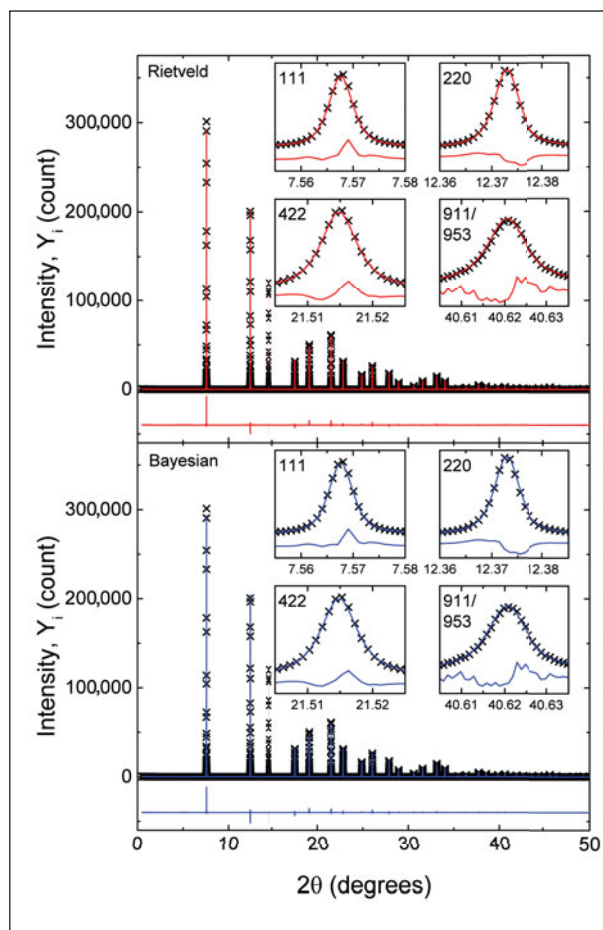 Rietveld
111
7.56 7.57 7.58
220
12.36 12.37 12.38
422
21.51 21.52
911/
953
40.61 40.62 40.63
300,000
200,000
100,000
0
Intensity, Yi (count)
Bayesian
111
7.56 7.57 7.58
220
12.36 12.37 12.38
422
21.51 21.52
911/
953
40.61 40.62 40.63
300,000
200,000
100,000
0
Intensity, Yi (count)
0 10 20 30 40 50
2θ (degrees)